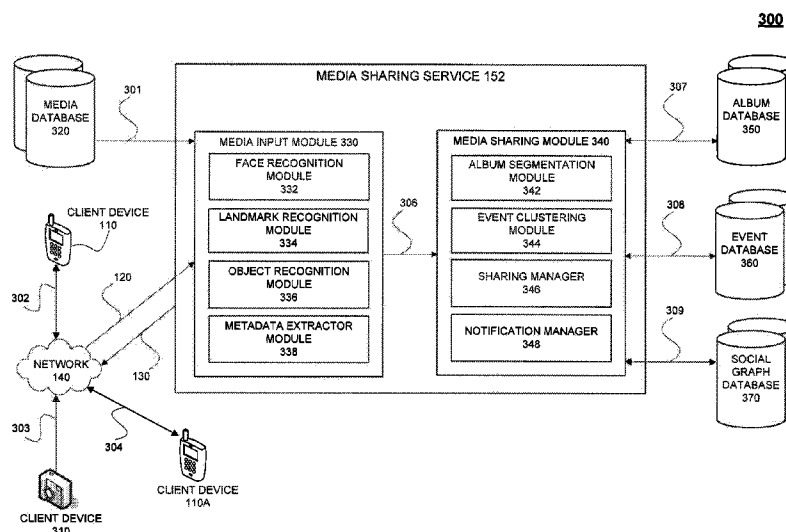 300
MEDIA SHARING SERVICE 152
301
MEDIA
DATABASE
320
MEDIA INPUT MODULE 330
FACE RECOGNITION
MODULE
332
LANDMARK RECOGNITION
MODULE
334
OBJECT RECOGNITION
MODULE
336
METADATA EXTRACTOR
MODULE
338
306
MEDIA SHARING MODULE 340
ALBUM SEGMENTATION
MODULE
342
EVENT CLUSTERING
MODULE
344
SHARING MANAGER
346
NOTIFICATION MANAGER
348
307
ALBUM
DATABASE
350
308
EVENT
DATABASE
360
309
SOCIAL
GRAPH
DATABASE
370
CLIENT DEVICE
110
302
120
NETWORK
140
130
303
304
CLIENT DEVICE
110A
CLIENT DEVICE
310